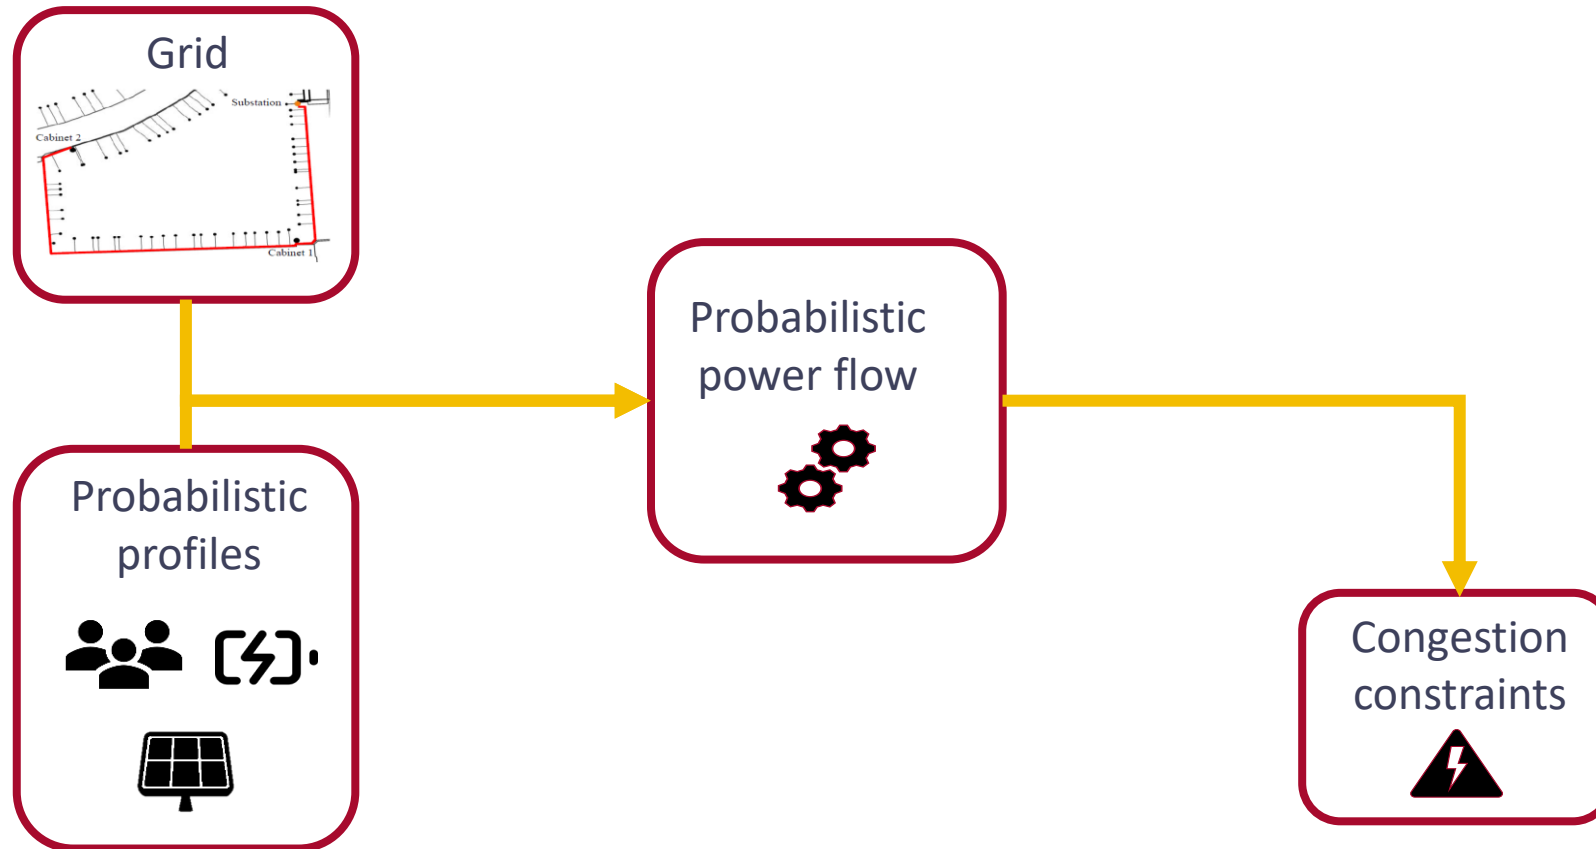 Grid
Substation
Cabinet 2
Cabinet 1
Probabilistic
profiles
Probabilistic
power flow
Congestion
constraints